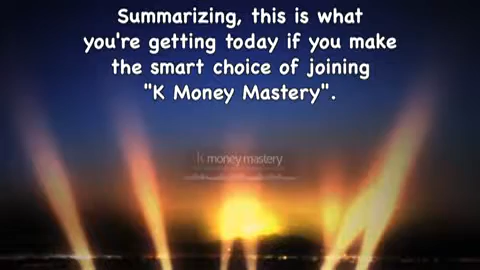 Summarizing, this is what
you're getting today if you make
the smart choice of joining
"K Money Mastery".
k money mastery